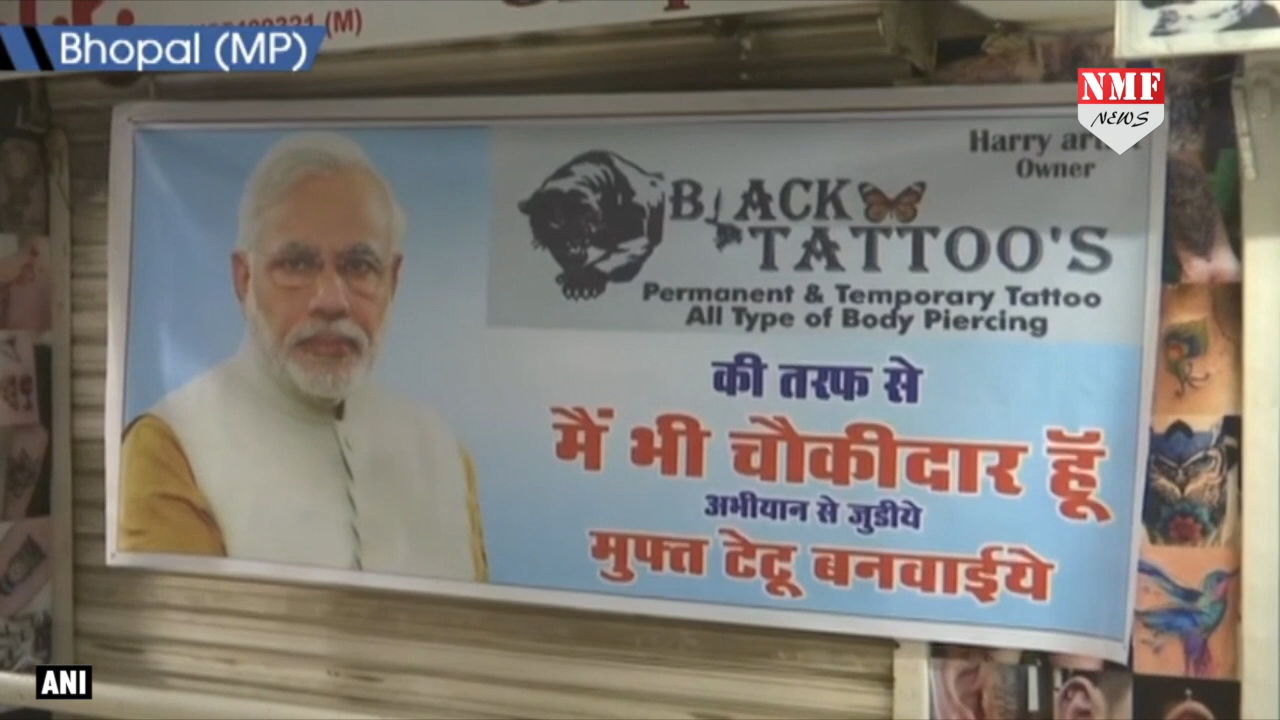 (M)
Bhopal (MP)
NMF
NEWS
Harry
Owner
BLACK
TATTOO'S
Permanent & Temporary Tattoo
All Type of Body Piercing
की तरफ से
मैं भी चौकीदार हूॅं
अभीयान से जुडीये
मुफ्त टेटू बनवाईये
ANI